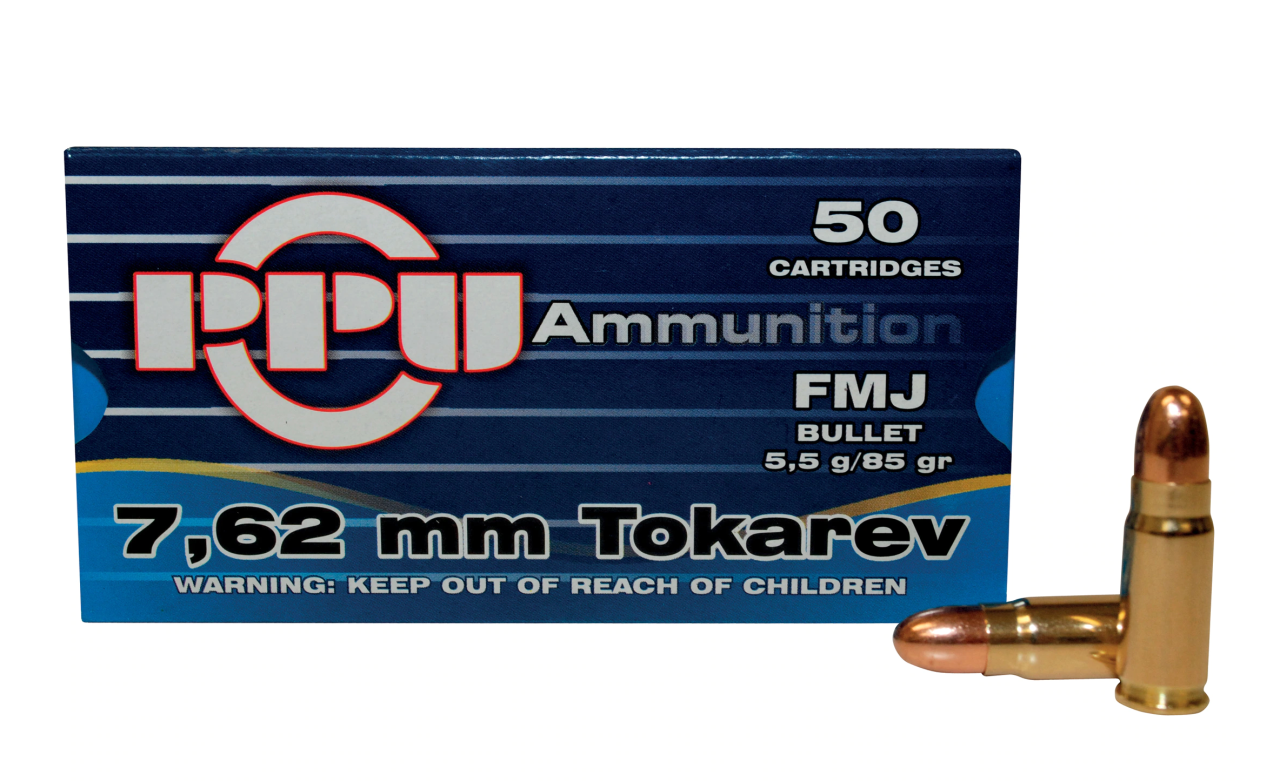 50
CARTRIDGES
PPU Ammunition
FMJ
BULLET
5,5 g/85 gr
7,62 mm Tokarev
WARNING: KEEP OUT OF REACH OF CHILDREN